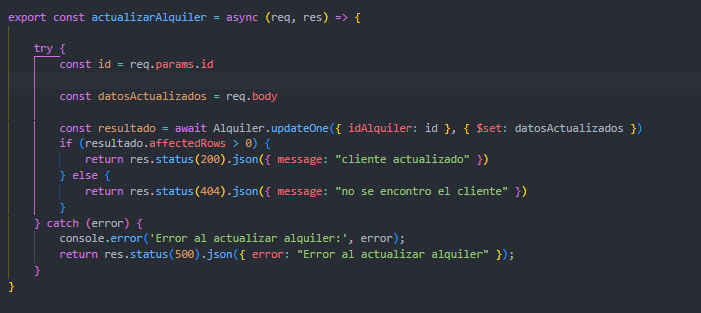 export const actualizarAlquiler = async (req, res) => {
try {
const id = req.params.id
const datosActualizados = req.body
const resultado = await Alquiler.updateOne({ idAlquiler: id }, { $set: datosActualizados })
if (resultado.affectedRows > 0) {
return res.status(200).json({ message: "cliente actualizado" })
} else {
return res.status(404).json({ message: "no se encontro el cliente" })
}
} catch (error) {
console.error('Error al actualizar alquiler:', error);
return res.status(500).json({ error: "Error al actualizar alquiler" });
}
}